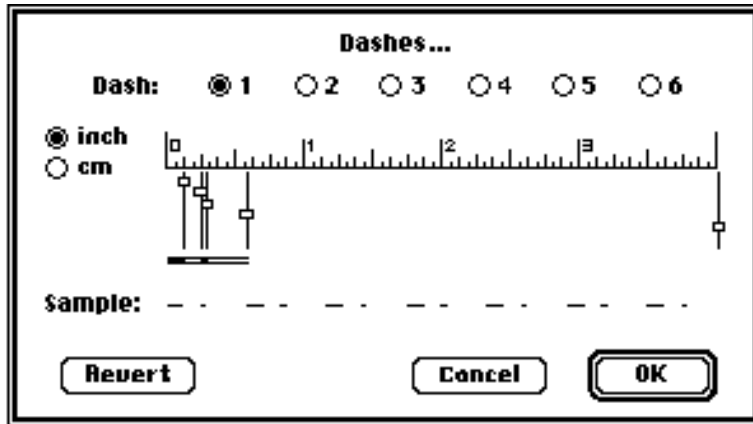 Dashes...
Dash: 1 2 3 4 5 6
inch
cm
0 1 2 3
Sample:
Revert Cancel OK